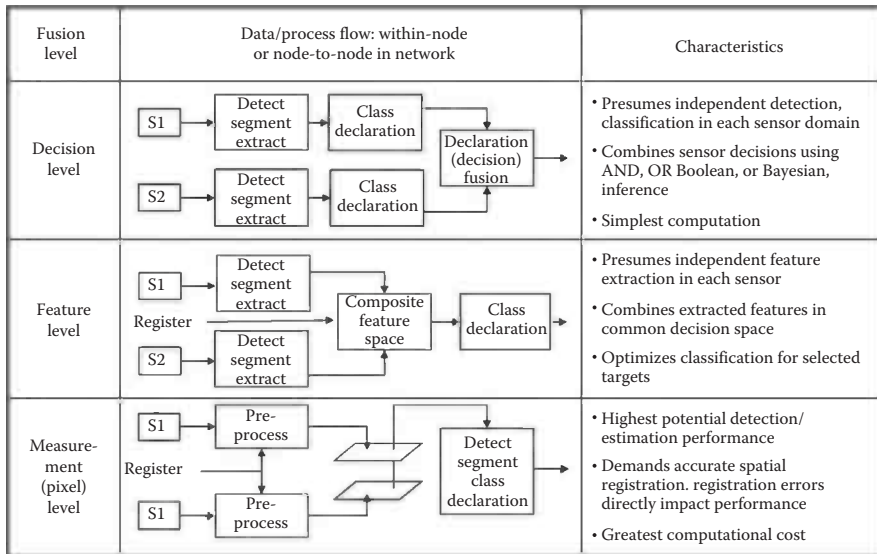 Fusion
level
Data/process flow: within-node
or node-to-node in network
Characteristics
Decision
level
S1
Detect
segment
extract
Class
declaration
S2
Detect
segment
extract
Class
declaration
Declaration
(decision)
fusion
• Presumes independent detection,
classification in each sensor domain
• Combines sensor decisions using
AND, OR Boolean, or Bayesian,
inference
• Simplest computation
Feature
level
S1
Detect
segment
extract
Register
S2
Detect
segment
extract
Composite
feature
space
Class
declaration
• Presumes independent feature
extraction in each sensor
• Combines extracted features in
common decision space
• Optimizes classification for selected
targets
Measure-
ment
(pixel)
level
S1
Pre-
process
Register
S1
Pre-
process
Detect
segment
class
declaration
• Highest potential detection/
estimation performance
• Demands accurate spatial
registration. registration errors
directly impact performance
• Greatest computational cost